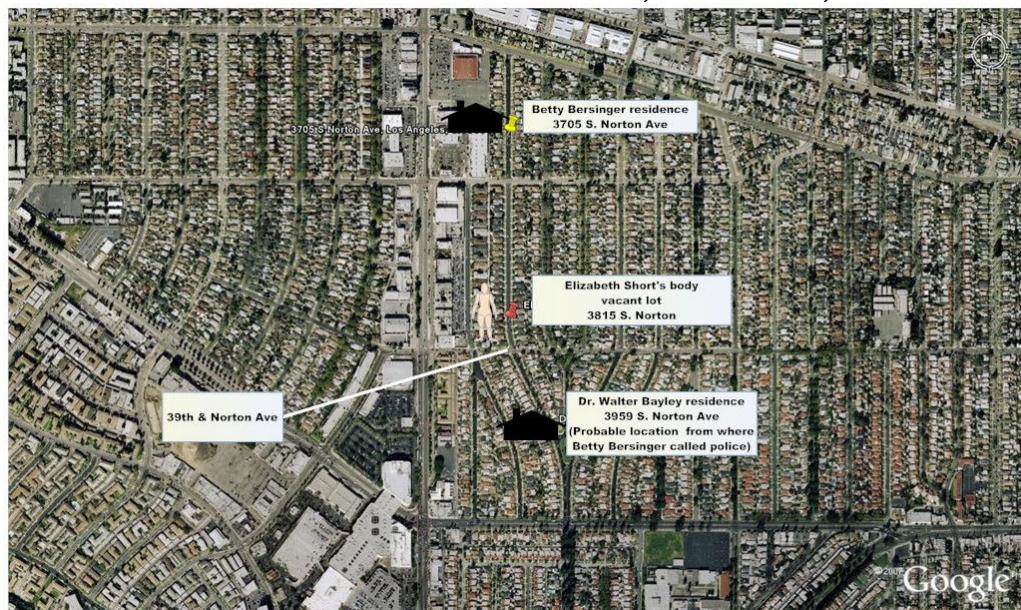 Betty Bersinger residence
3705 S. Norton Ave
3705 S Norton Ave, Los Angeles,
Elizabeth Short's body
vacant lot
3815 S. Norton
39th & Norton Ave
Dr. Walter Bayley residence
3959 S. Norton Ave
(Probable location from where
Betty Bersinger called police)
Google